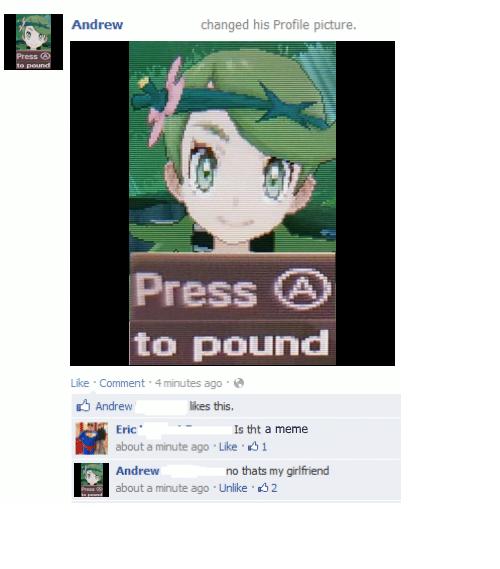 Andrew changed his Profile picture.
Press Ⓐ
to pound
Press Ⓐ
to pound
Like · Comment · 4 minutes ago ·
Andrew likes this.
Eric Is tht a meme
about a minute ago · Like · 1
Andrew no thats my girlfriend
Press Ⓐ
to pound
about a minute ago · Unlike · 2